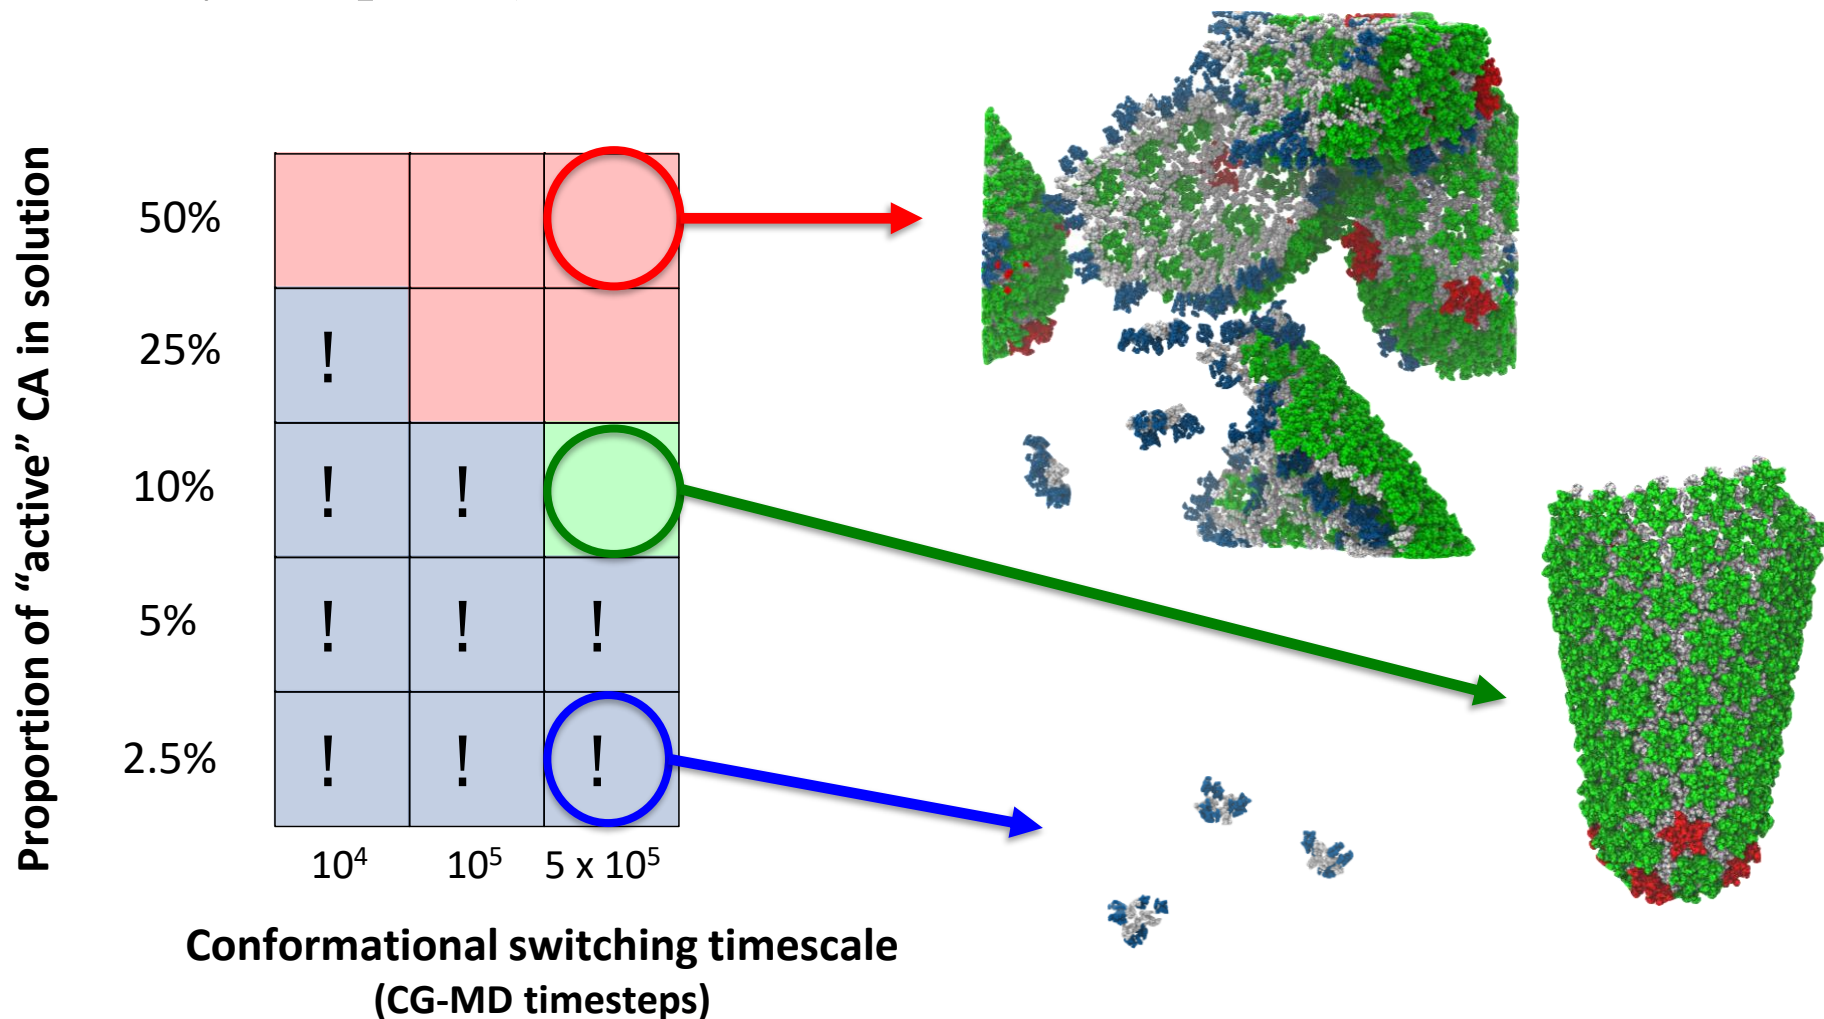 Proportion of “active” CA in solution
50%
25%
!
10%
! !
5%
! ! !
2.5%
! ! !
10⁴ 10⁵ 5 x 10⁵
Conformational switching timescale
(CG-MD timesteps)